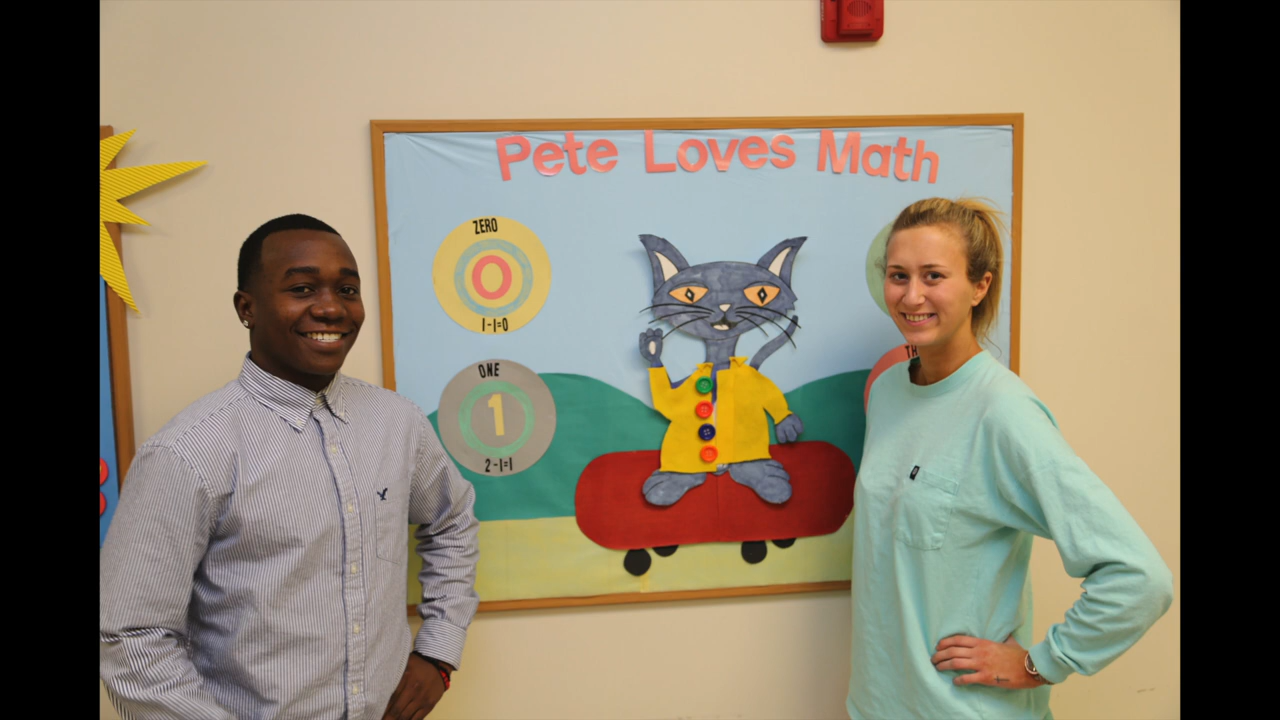 Pete Loves Math
ZERO
0
1-1=0
ONE
1
2-1=1